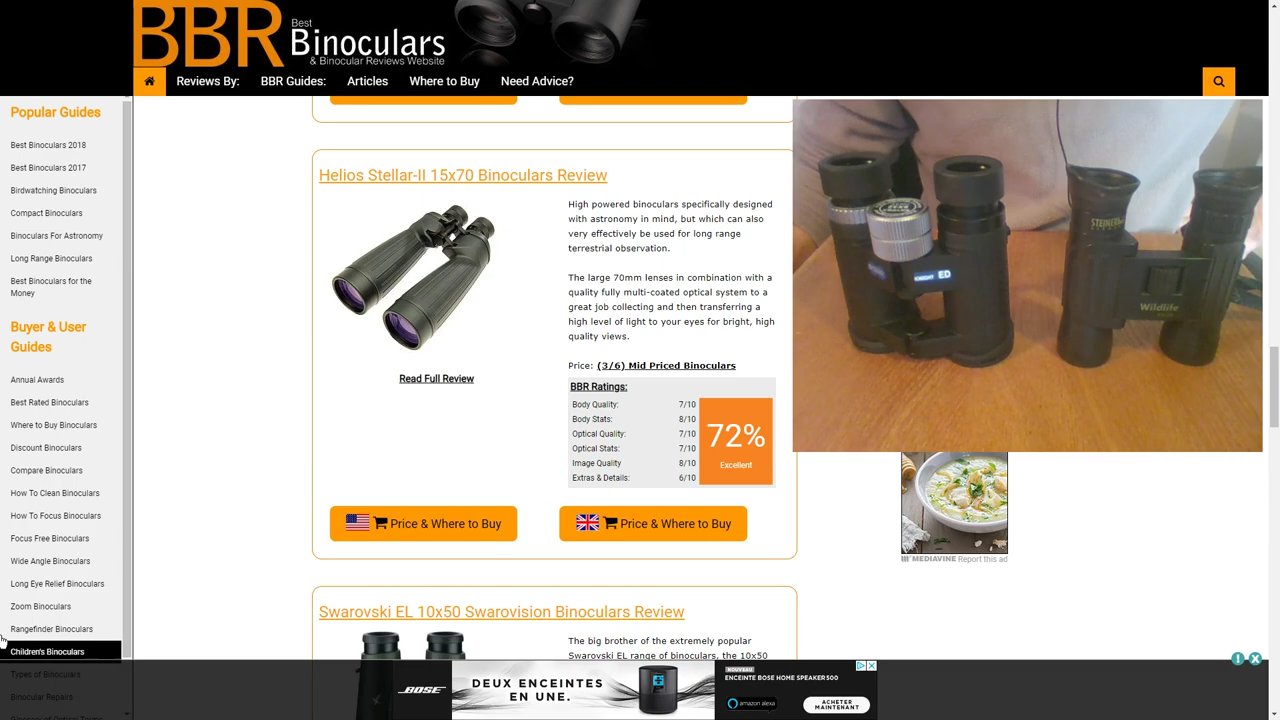 BBR Best
Binoculars
& Binocular Reviews Website
Reviews By: BBR Guides: Articles Where to Buy Need Advice?
Popular Guides
Best Binoculars 2018
Best Binoculars 2017
Birdwatching Binoculars
Compact Binoculars
Binoculars For Astronomy
Long Range Binoculars
Best Binoculars for the
Money
Buyer & User
Guides
Annual Awards
Best Rated Binoculars
Where to Buy Binoculars
Discount Binoculars
Compare Binoculars
How To Clean Binoculars
How To Focus Binoculars
Focus Free Binoculars
Wide Angle Binoculars
Long Eye Relief Binoculars
Zoom Binoculars
Rangefinder Binoculars
Children's Binoculars
Types of Binoculars
Binocular Repairs
Helios Stellar-II 15x70 Binoculars Review
High powered binoculars specifically designed
with astronomy in mind, but which can also
very effectively be used for long range
terrestrial observation.
The large 70mm lenses in combination with a
quality fully multi-coated optical system to a
great job collecting and then transferring a
high level of light to your eyes for bright, high
quality views.
Read Full Review
Price: (3/6) Mid Priced Binoculars
BBR Ratings:
Body Quality: 7/10
Body Stats: 8/10
Optical Quality: 7/10
Optical Stats: 7/10
Image Quality 8/10
Extras & Details: 6/10
72%
Excellent
Price & Where to Buy
Price & Where to Buy
Swarovski EL 10x50 Swarovision Binoculars Review
The big brother of the extremely popular
Swarovski EL range of binoculars, the 10x50
ED
STEINER
Wildlife
MEDIAVINE Report this ad
BOSE
DEUX ENCEINTES
EN UNE.
NOUVEAU
ENCEINTE BOSE HOME SPEAKER 500
amazon alexa
ACHETER
MAINTENANT